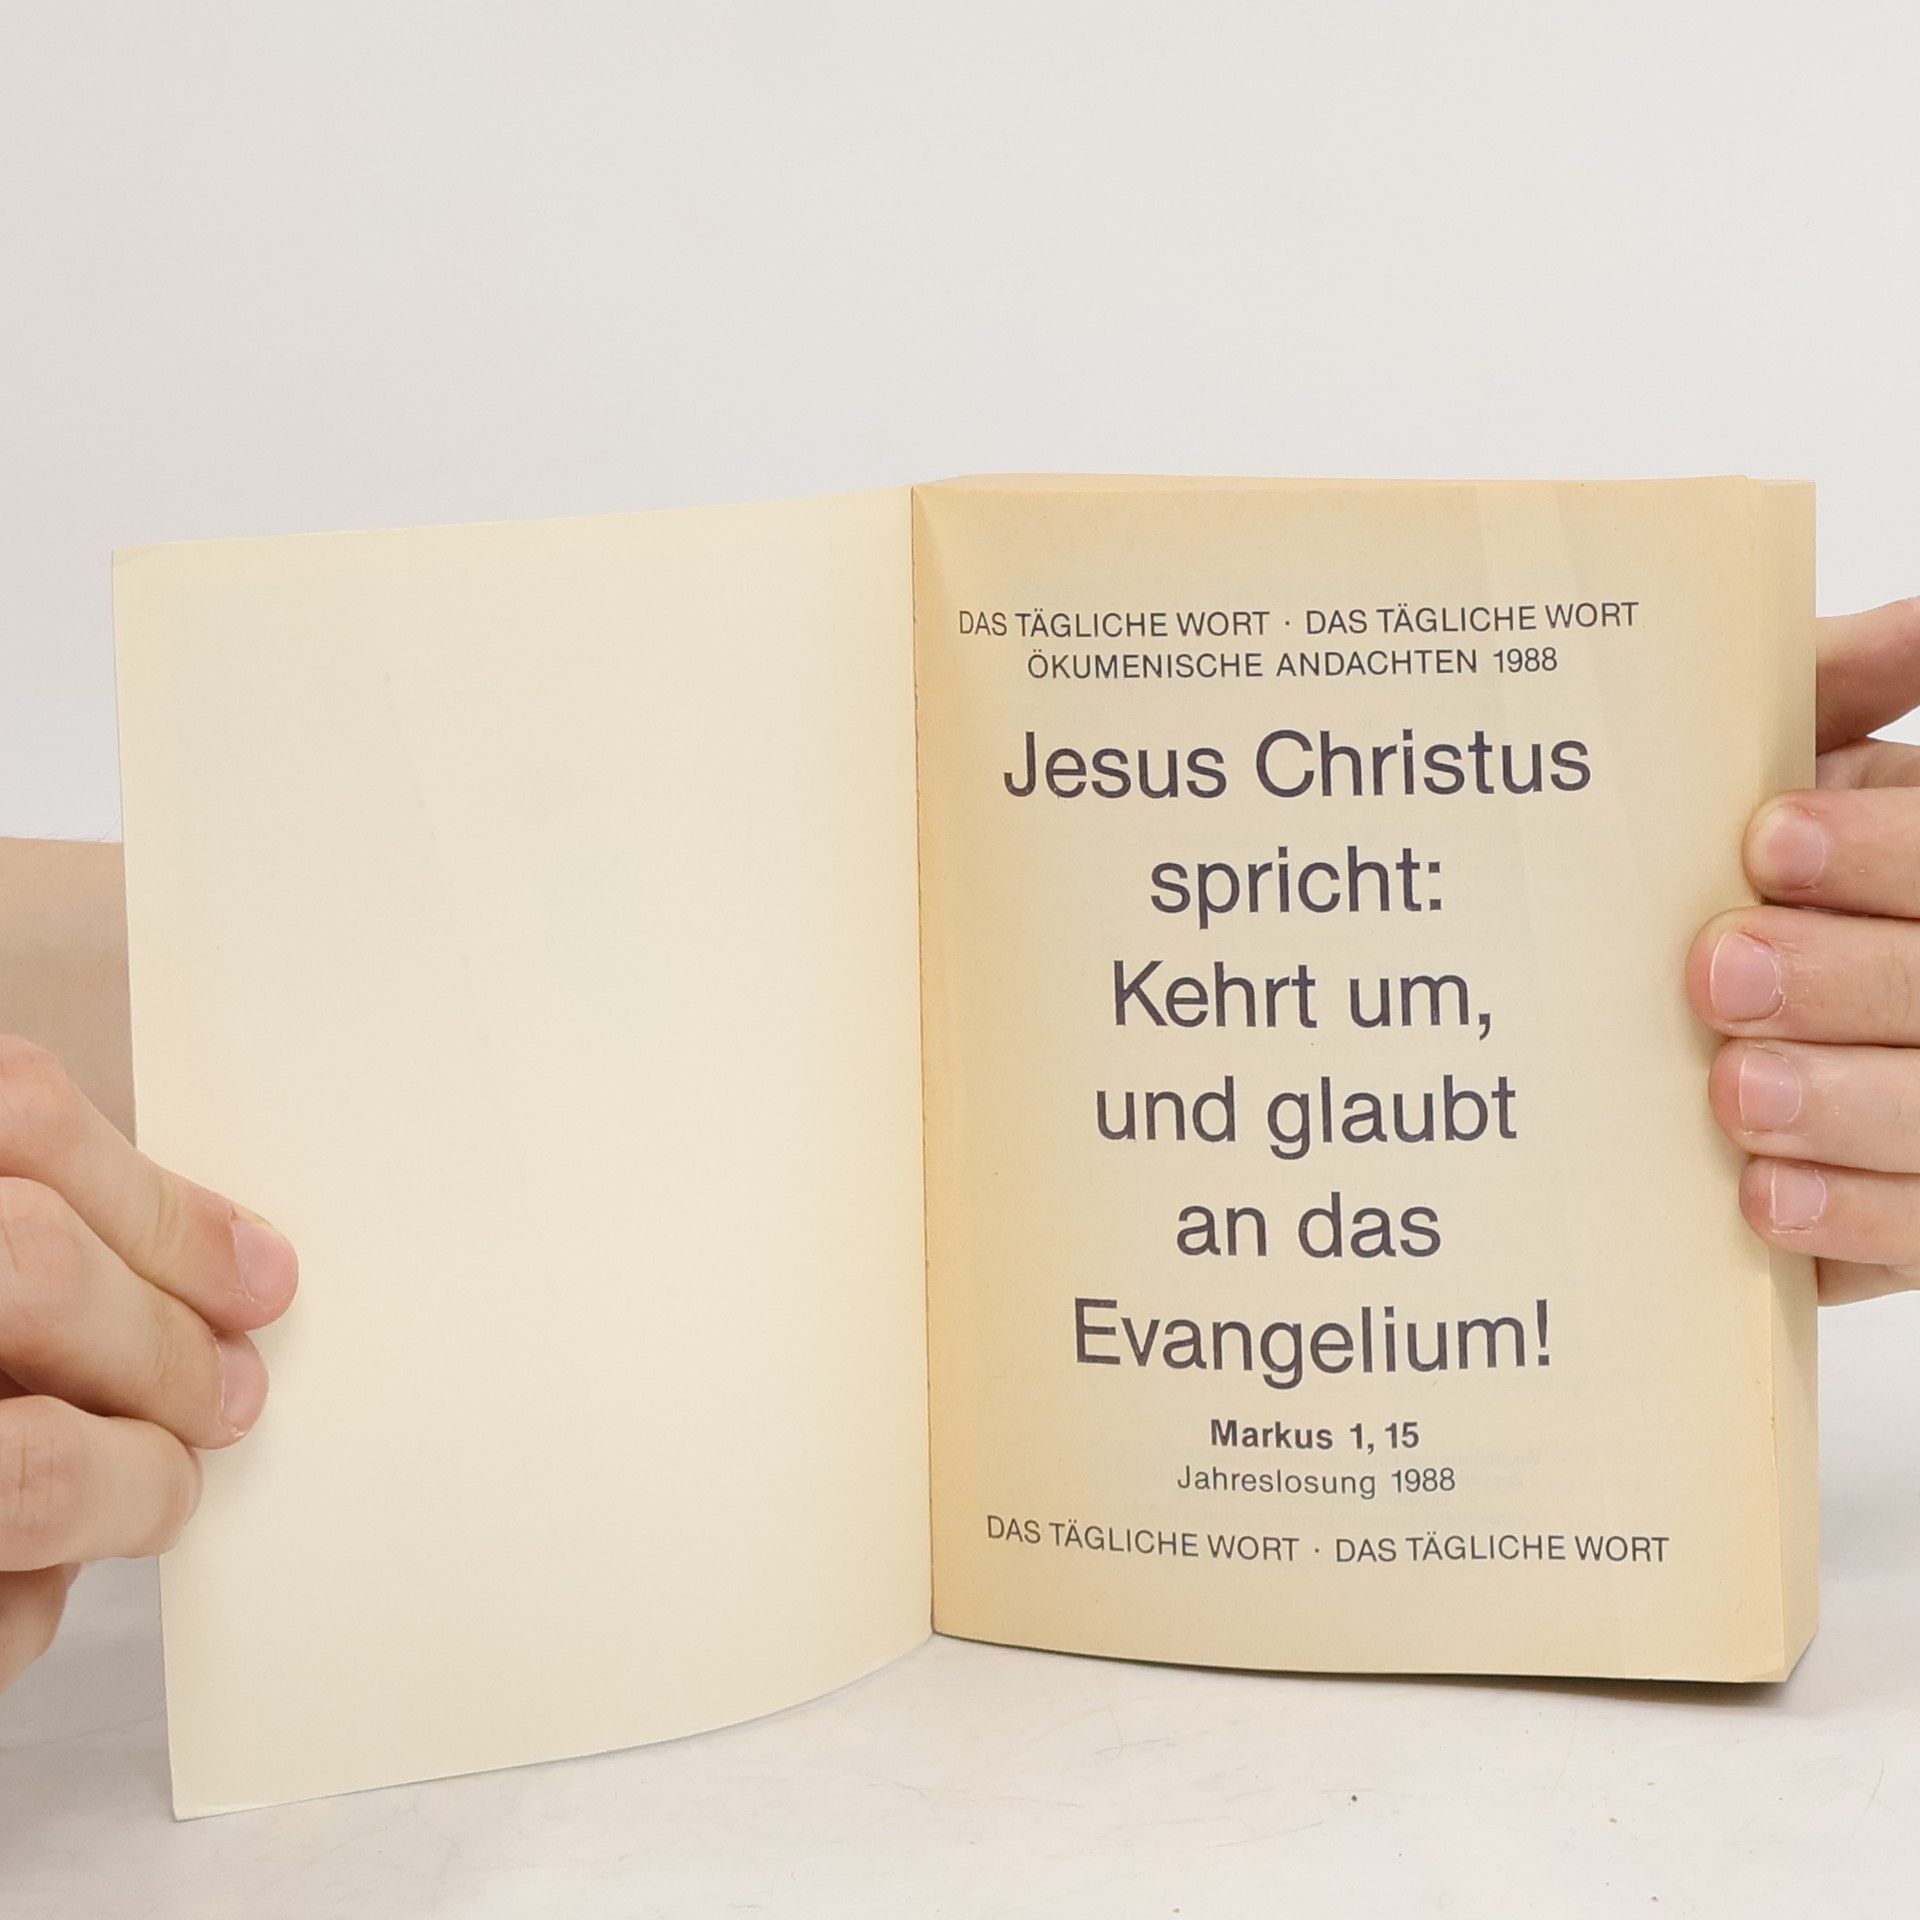 DAS TÄGLICHE WORT · DAS TÄGLICHE WORT
ÖKUMENISCHE ANDACHTEN 1988
Jesus Christus
spricht:
Kehrt um,
und glaubt
an das
Evangelium!
Markus 1, 15
Jahreslosung 1988
DAS TÄGLICHE WORT · DAS TÄGLICHE WORT